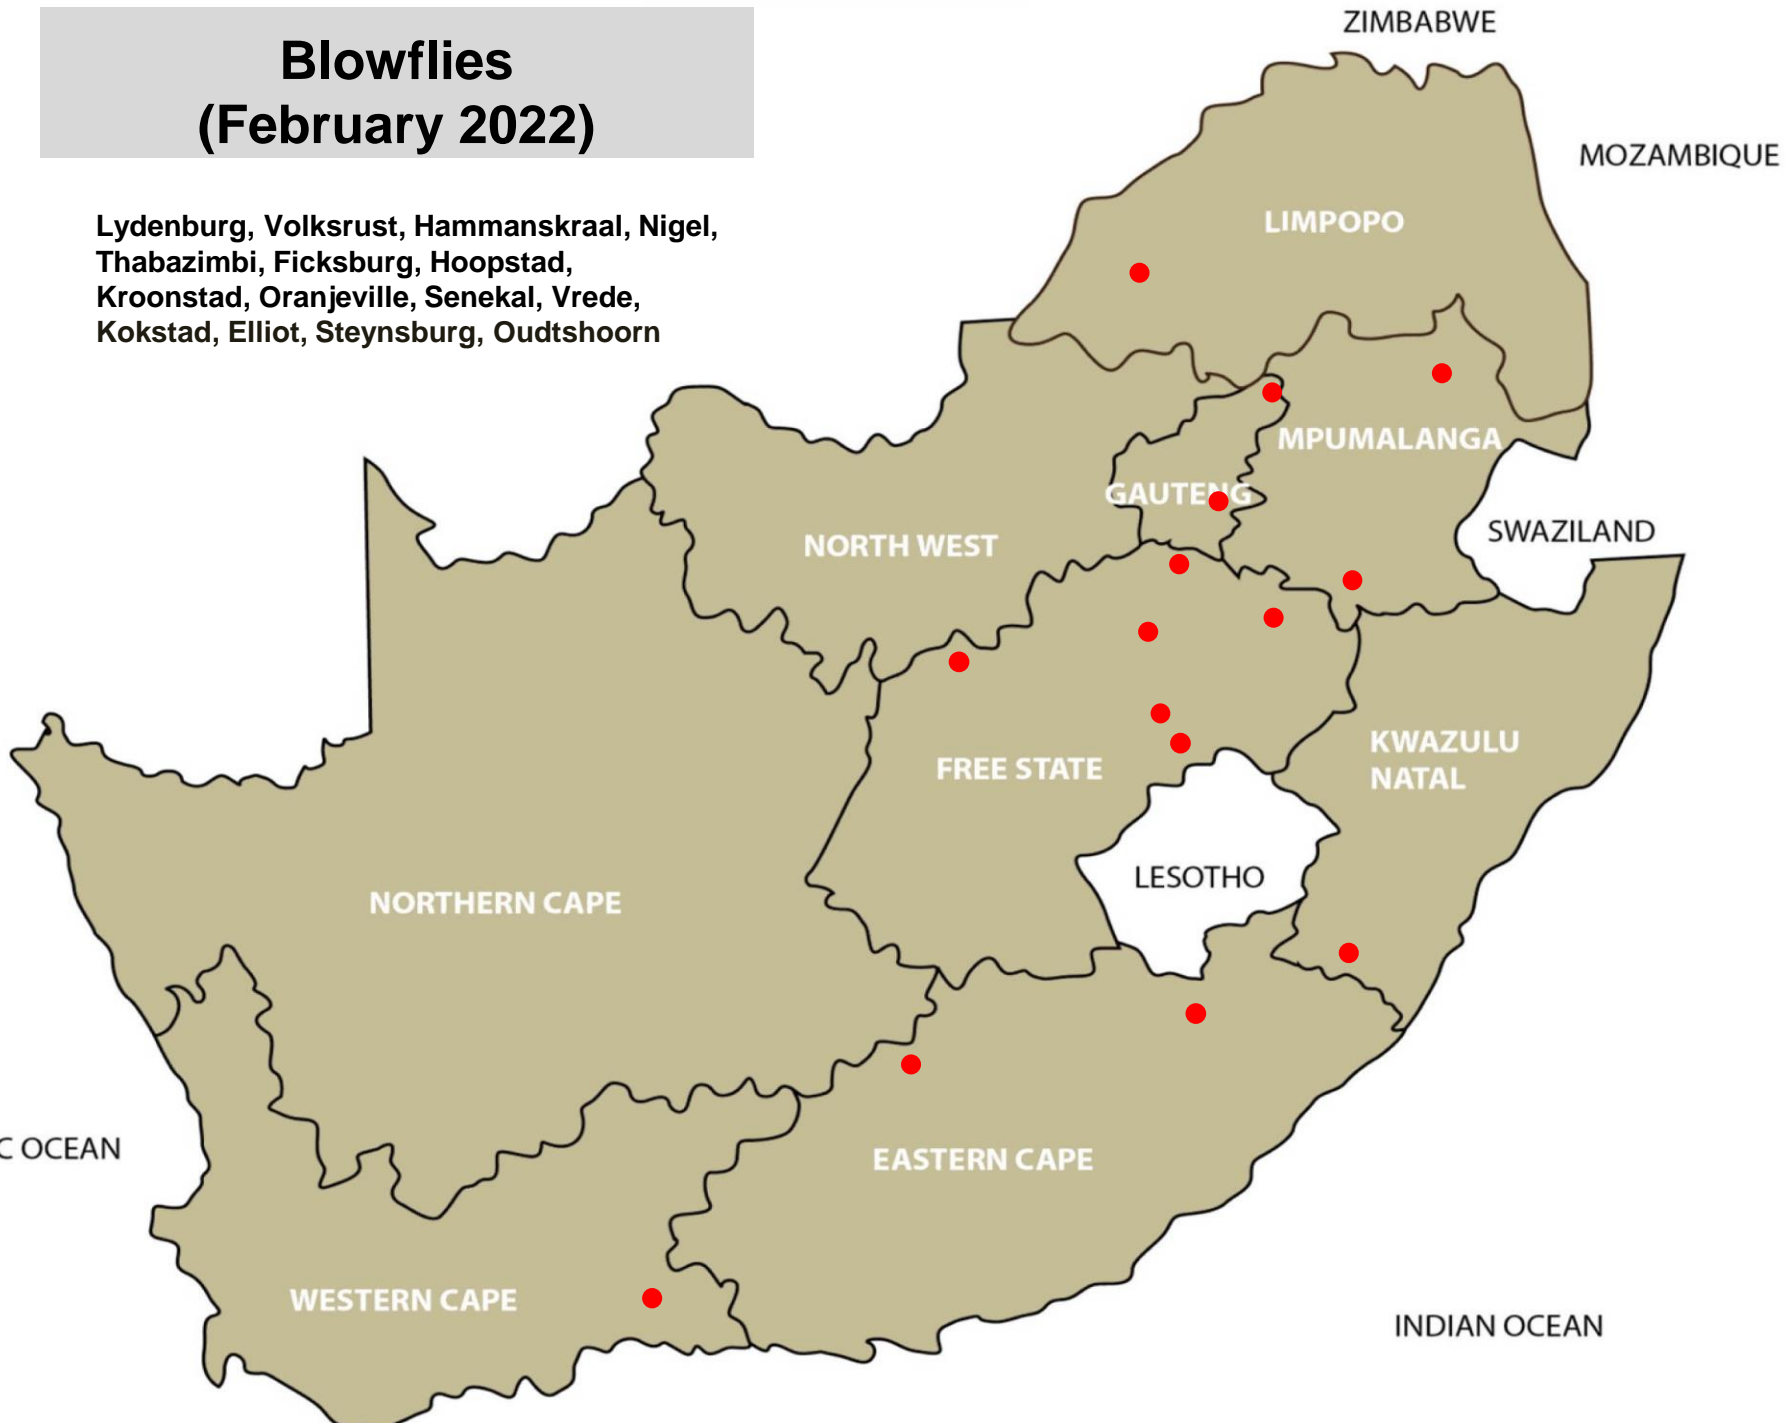 Blowflies
(February 2022)
Lydenburg, Volksrust, Hammanskraal, Nigel,
Thabazimbi, Ficksburg, Hoopstad,
Kroonstad, Oranjeville, Senekal, Vrede,
Kokstad, Elliot, Steynsburg, Oudtshoorn
ZIMBABWE
MOZAMBIQUE
LIMPOPO
MPUMALANGA
GAUTENG
SWAZILAND
NORTH WEST
KWAZULU
NATAL
FREE STATE
LESOTHO
NORTHERN CAPE
C OCEAN
EASTERN CAPE
WESTERN CAPE
INDIAN OCEAN